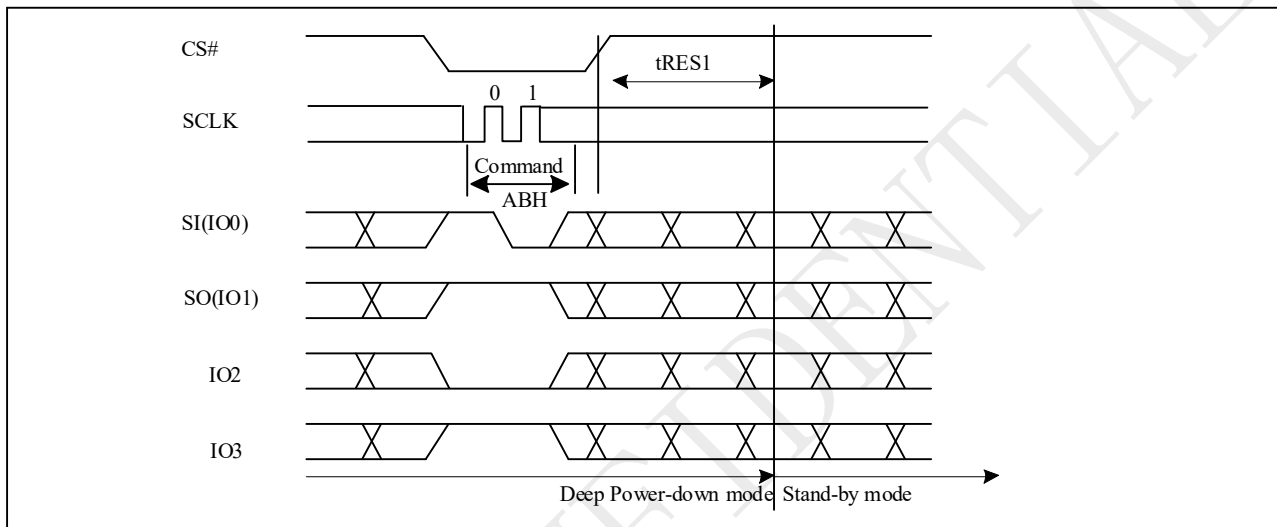 CS#
tRES1
0 1
SCLK
Command
ABH
SI(IO0)
SO(IO1)
IO2
IO3
Deep Power-down mode Stand-by mode